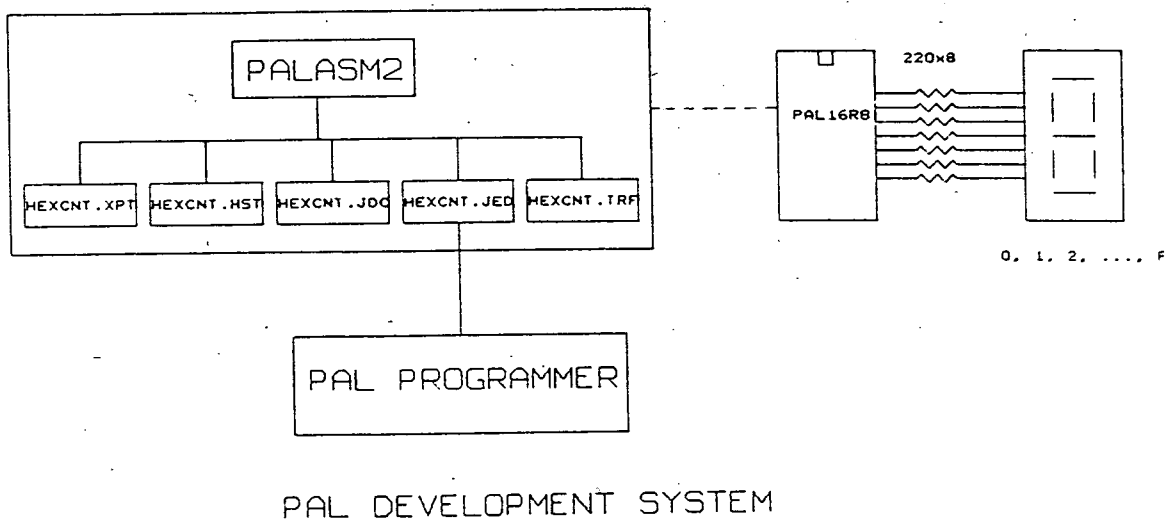 PALASM2
HEXCNT.XPT
HEXCNT.HST
HEXCNT.JDC
HEXCNT.JED
HEXCNT.TRF
PAL PROGRAMMER
PAL16R8
220x8
0, 1, 2, ..., F
PAL DEVELOPMENT SYSTEM